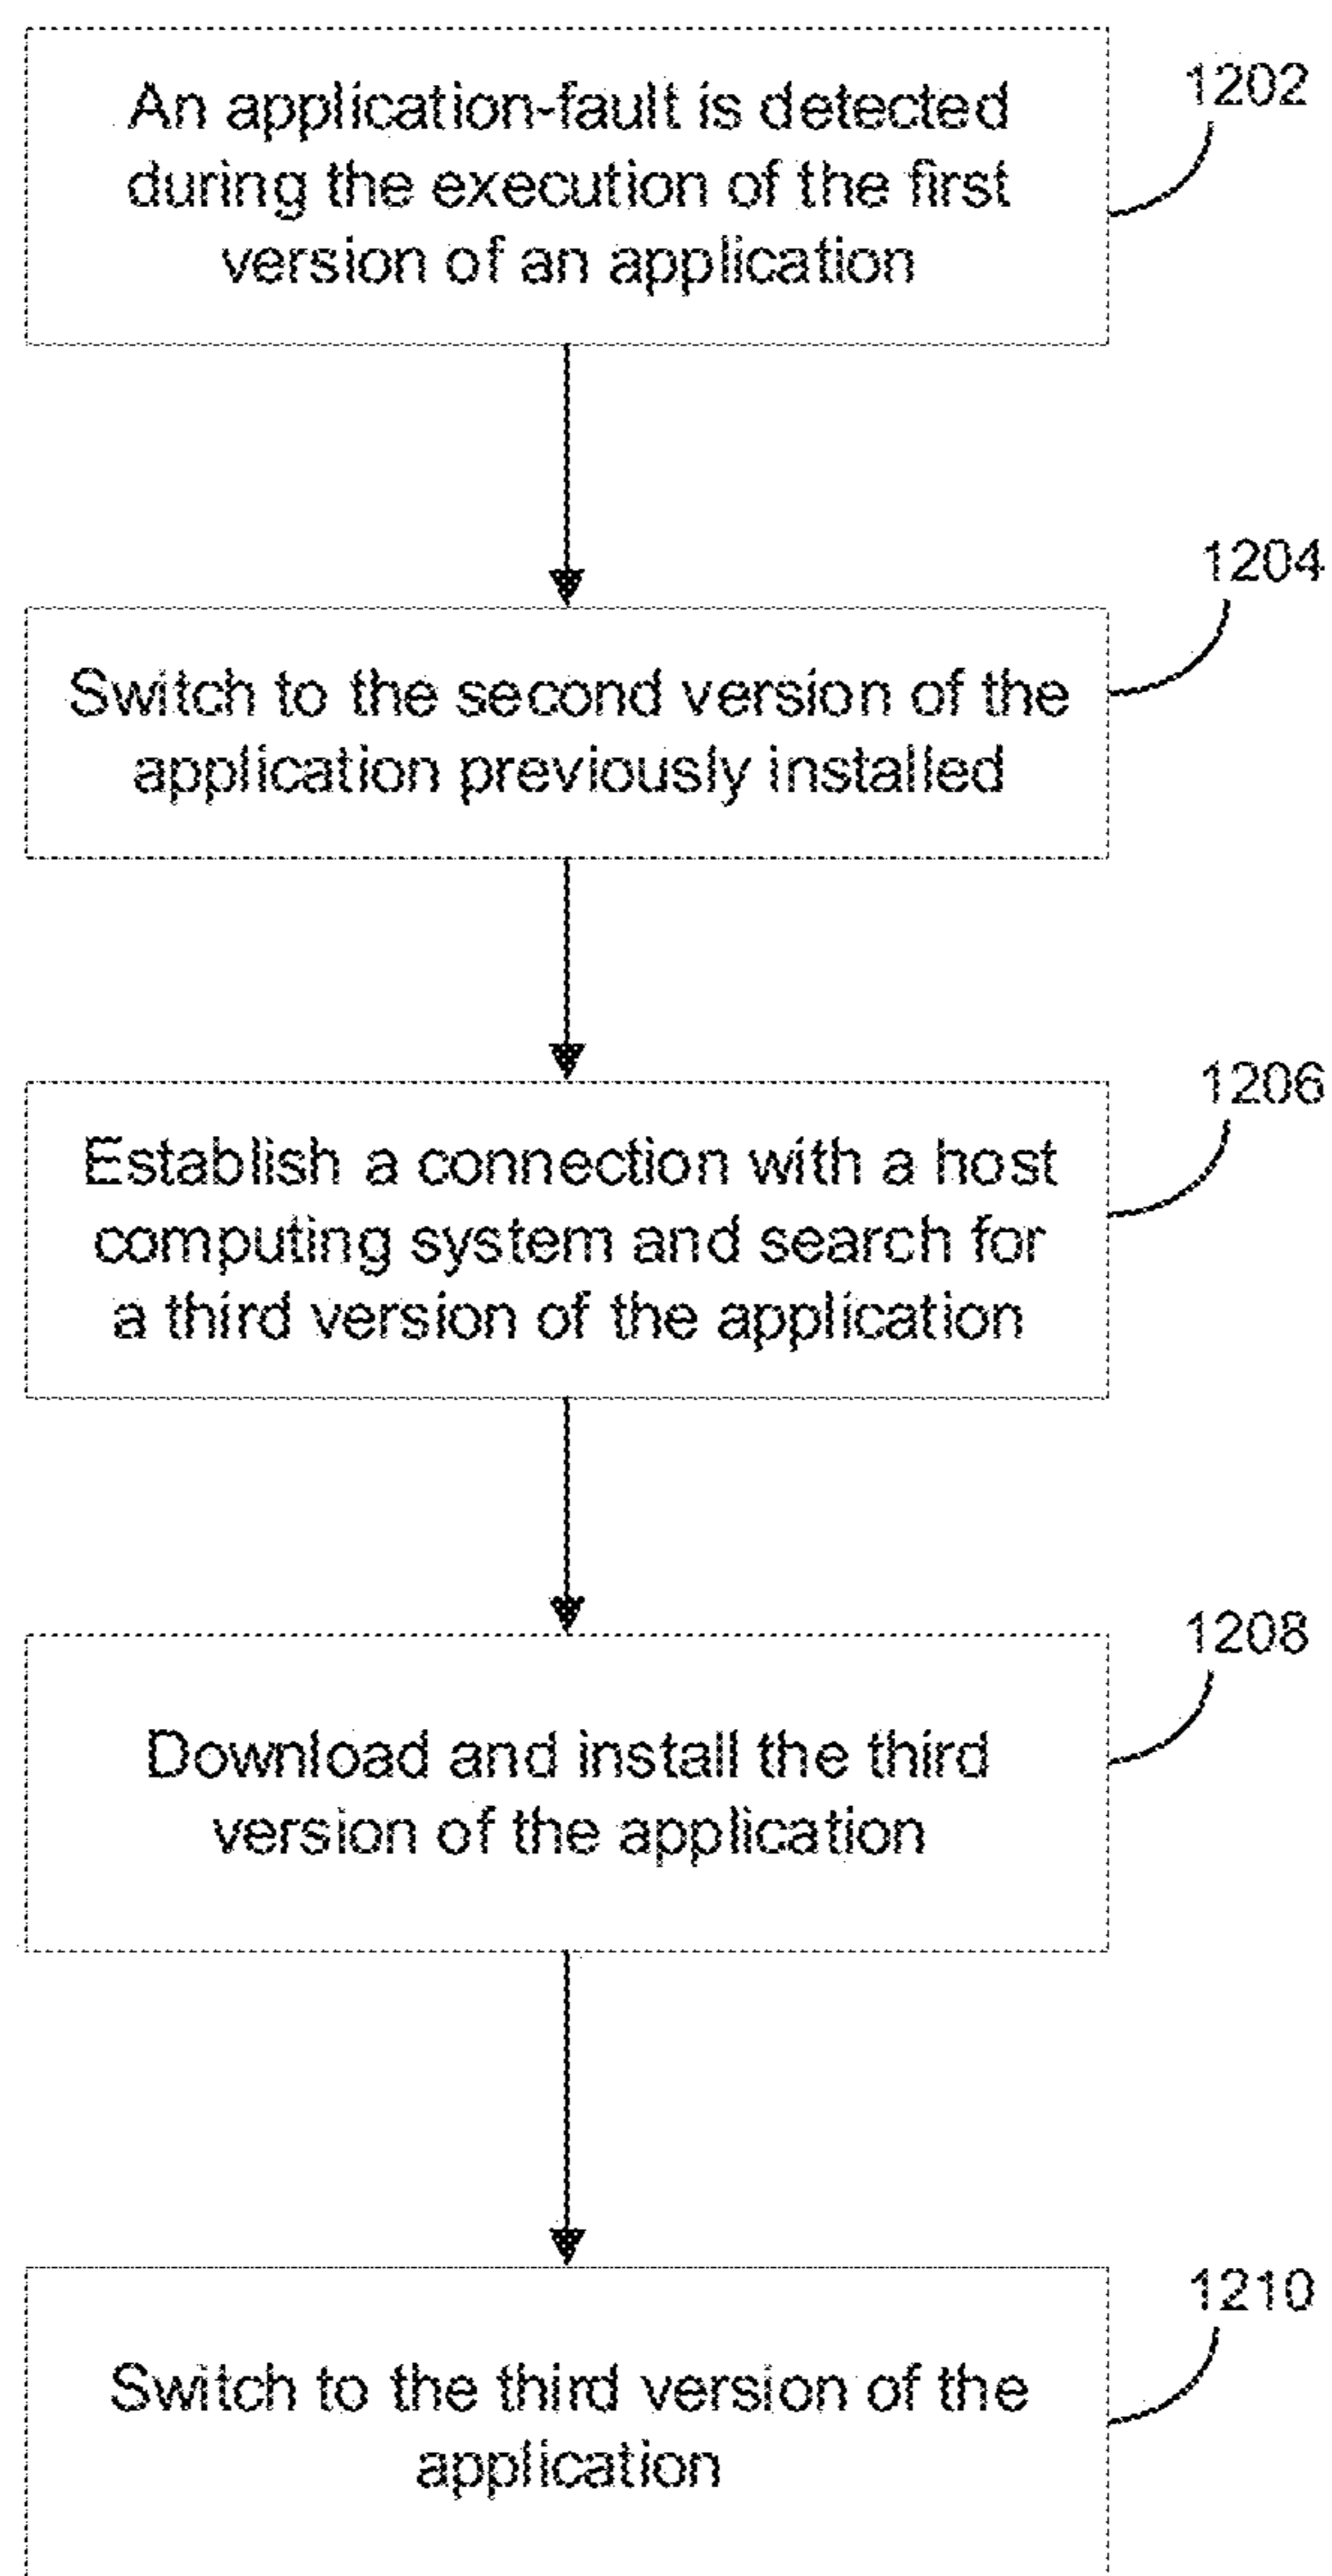 An application-fault is detected
during the execution of the first
version of an application
1202
Switch to the second version of the
application previously installed
1204
Establish a connection with a host
computing system and search for
a third version of the application
1206
Download and install the third
version of the application
1208
Switch to the third version of the
application
1210